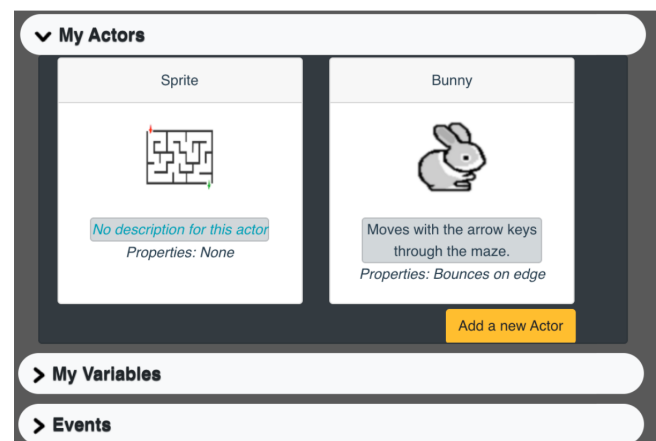 My Actors
Sprite
Bunny
No description for this actor
Properties: None
Moves with the arrow keys
through the maze.
Properties: Bounces on edge
Add a new Actor
My Variables
Events